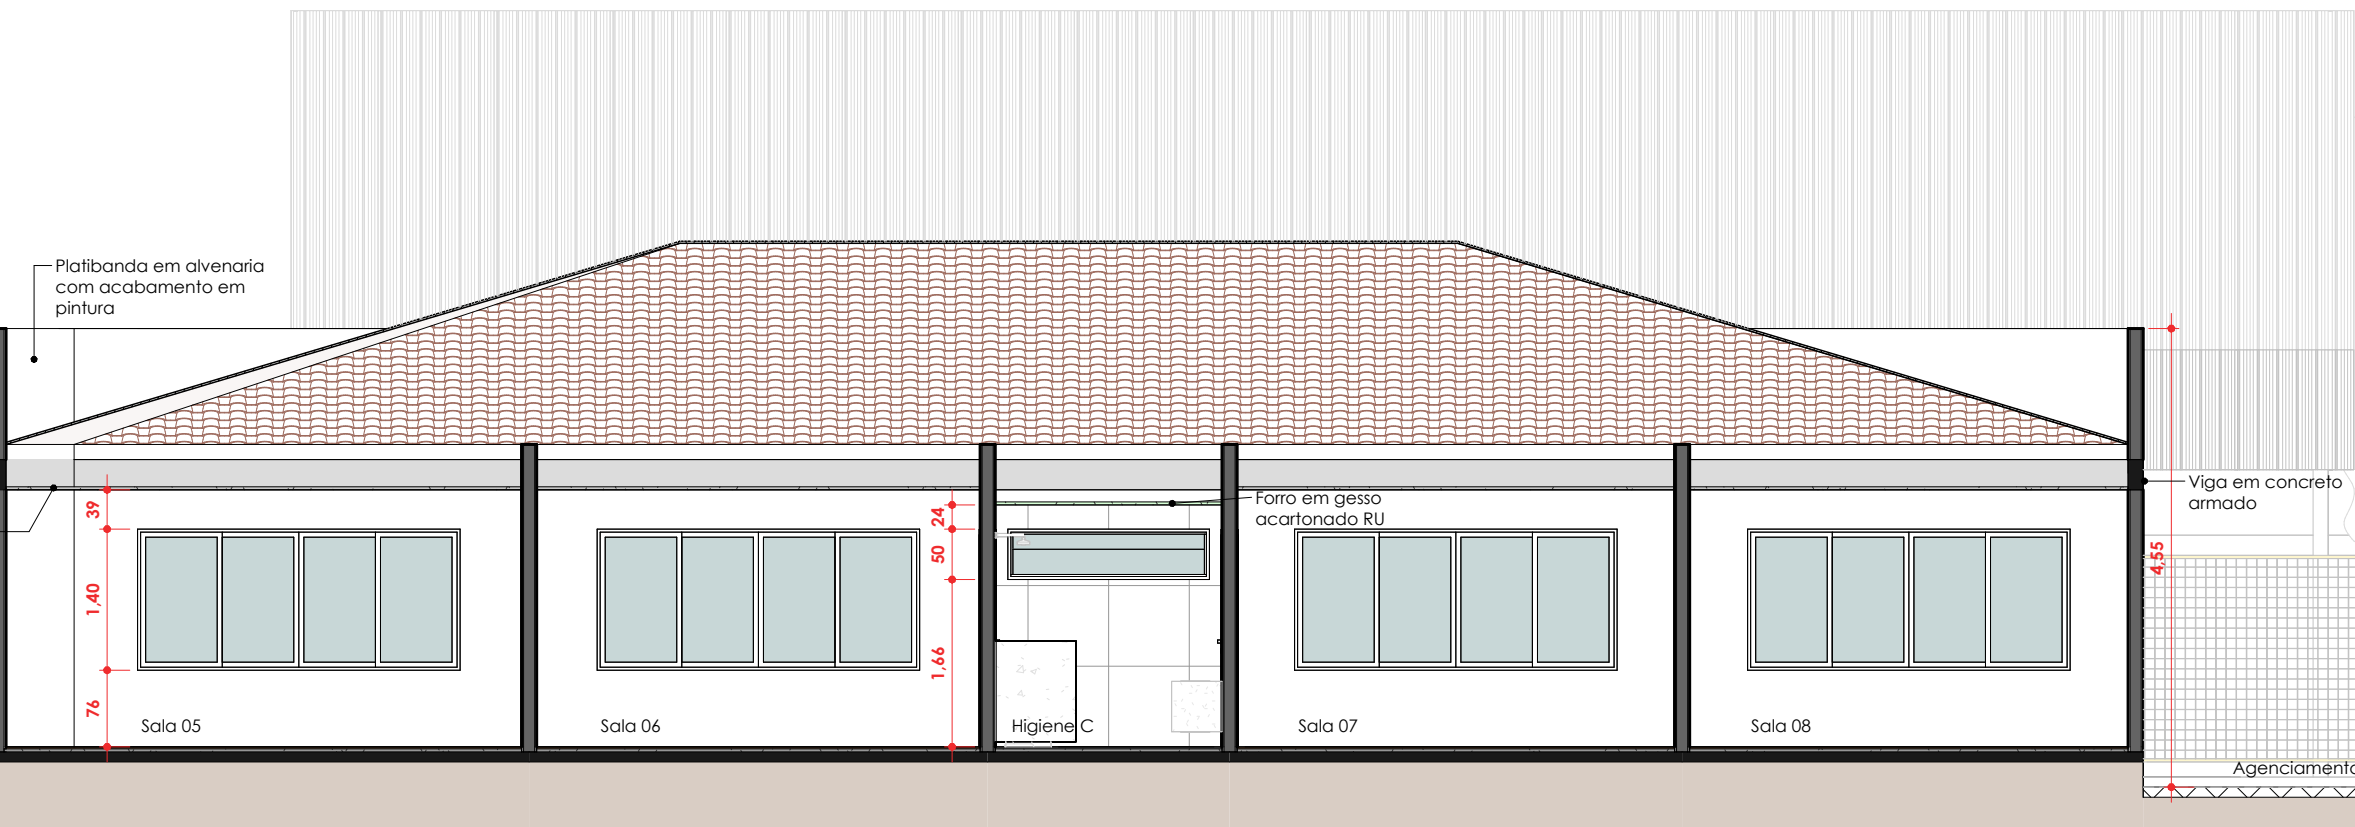 Platibanda em alvenaria
com acabamento em
pintura
39
1,40
76
24
50
1,66
Forro em gesso
acartonado RU
Viga em concreto
armado
4,55
Sala 05
Sala 06
Higiene C
Sala 07
Sala 08
Agenciamento